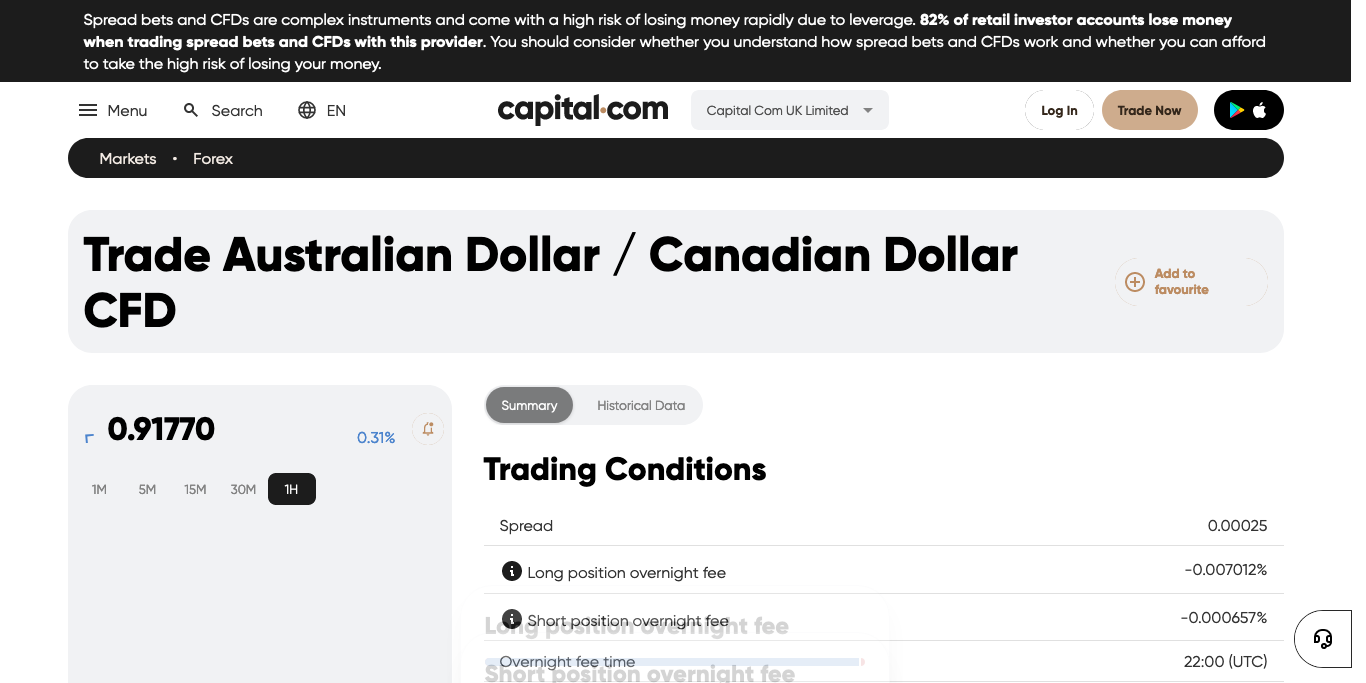 Spread bets and CFDs are complex instruments and come with a high risk of losing money rapidly due to leverage. 82% of retail investor accounts lose money
when trading spread bets and CFDs with this provider. You should consider whether you understand how spread bets and CFDs work and whether you can afford
to take the high risk of losing your money.
Menu Search EN capital.com Capital Com UK Limited Log In Trade Now
Markets • Forex
Trade Australian Dollar / Canadian Dollar
CFD
Add to
favourite
0.91770 0.31%
1M 5M 15M 30M 1H
Summary Historical Data
Trading Conditions
Spread 0.00025
Long position overnight fee -0.007012%
Short position overnight fee -0.000657%
Long position overnight fee
Overnight fee time 22:00 (UTC)
Short position overnight fee